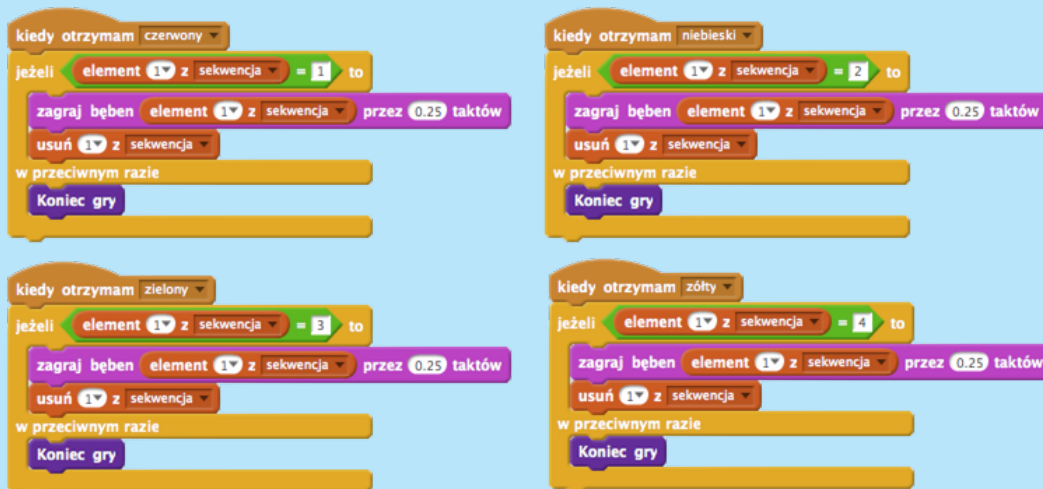 kiedy otrzymam czerwony
jeżeli element 1 z sekwencja = 1 to
zagraj bęben element 1 z sekwencja przez 0.25 taktów
usuń 1 z sekwencja
w przeciwnym razie
Koniec gry
kiedy otrzymam niebieski
jeżeli element 1 z sekwencja = 2 to
zagraj bęben element 1 z sekwencja przez 0.25 taktów
usuń 1 z sekwencja
w przeciwnym razie
Koniec gry
kiedy otrzymam zielony
jeżeli element 1 z sekwencja = 3 to
zagraj bęben element 1 z sekwencja przez 0.25 taktów
usuń 1 z sekwencja
w przeciwnym razie
Koniec gry
kiedy otrzymam zółty
jeżeli element 1 z sekwencja = 4 to
zagraj bęben element 1 z sekwencja przez 0.25 taktów
usuń 1 z sekwencja
w przeciwnym razie
Koniec gry